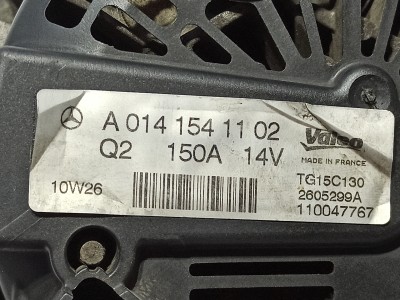 A 014 154 11 02
Q2 150A 14V
Valeo
MADE IN FRANCE
10W26
TG15C130
2605299A
110047767